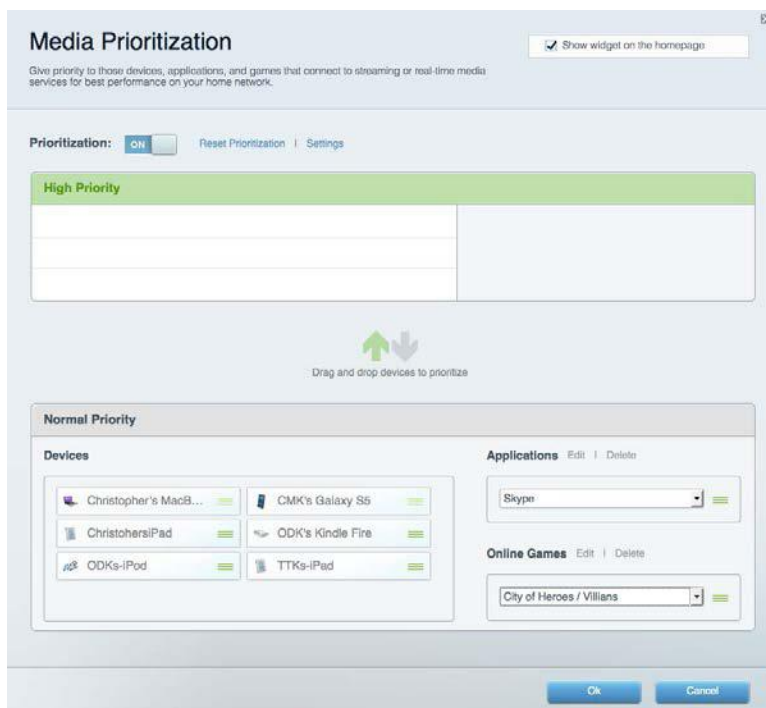 Media Prioritization
Show widget on the homepage
Give priority to those devices, applications, and games that connect to streaming or real-time media
services for best performance on your home network.
Prioritization: ON Reset Prioritization | Settings
High Priority
Drag and drop devices to prioritize
Normal Priority
Devices
Applications Edit | Delete
Christopher's MacB... CMK's Galaxy S5
Skype
ChristohersiPad ODK's Kindle Fire
ODKs-iPod TTKs-iPad
Online Games Edit | Delete
City of Heroes / Villians
Ok Cancel